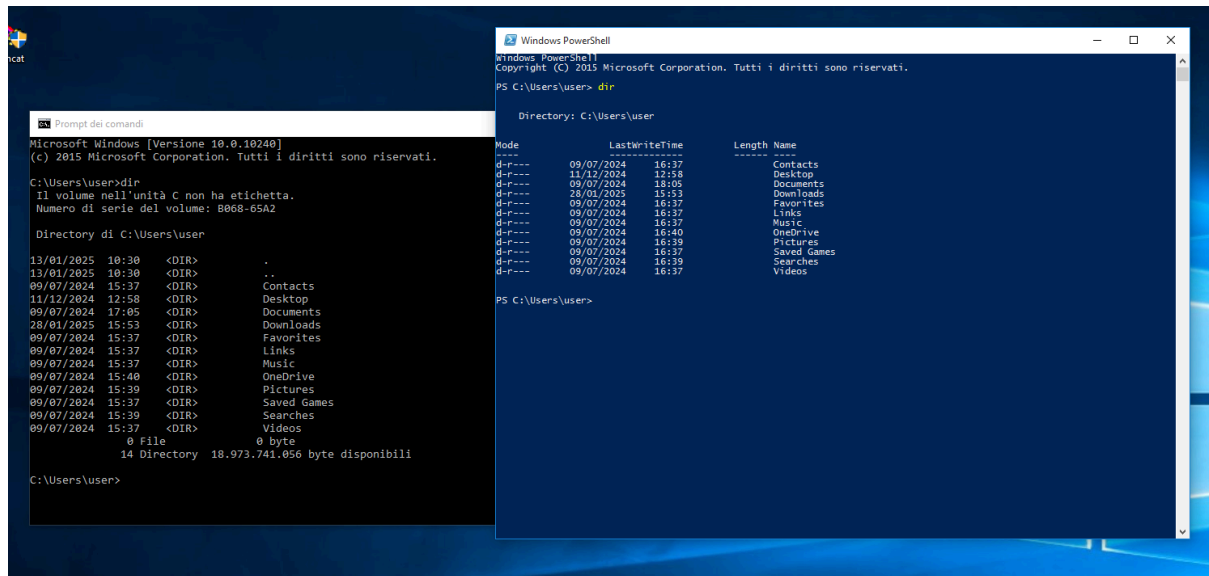 ncat
Prompt dei comandi
Microsoft Windows [Versione 10.0.10240]
(c) 2015 Microsoft Corporation. Tutti i diritti sono riservati.
C:\Users\user>dir
Il volume nell'unità C non ha etichetta.
Numero di serie del volume: B068-65A2
Directory di C:\Users\user
13/01/2025 10:30 <DIR> .
13/01/2025 10:30 <DIR> ..
09/07/2024 15:37 <DIR> Contacts
11/12/2024 12:58 <DIR> Desktop
09/07/2024 17:05 <DIR> Documents
28/01/2025 15:53 <DIR> Downloads
09/07/2024 15:37 <DIR> Favorites
09/07/2024 15:37 <DIR> Links
09/07/2024 15:37 <DIR> Music
09/07/2024 15:40 <DIR> OneDrive
09/07/2024 15:39 <DIR> Pictures
09/07/2024 15:37 <DIR> Saved Games
09/07/2024 15:39 <DIR> Searches
09/07/2024 15:37 <DIR> Videos
0 File 0 byte
14 Directory 18.973.741.056 byte disponibili
C:\Users\user>
Windows PowerShell
Windows PowerShell
Copyright (C) 2015 Microsoft Corporation. Tutti i diritti sono riservati.
PS C:\Users\user> dir
Directory: C:\Users\user
Mode LastWriteTime Length Name
---- ------------- ------ ----
d-r--- 09/07/2024 16:37 Contacts
d-r--- 11/12/2024 12:58 Desktop
d-r--- 09/07/2024 18:05 Documents
d-r--- 28/01/2025 15:53 Downloads
d-r--- 09/07/2024 16:37 Favorites
d-r--- 09/07/2024 16:37 Links
d-r--- 09/07/2024 16:37 Music
d-r--- 09/07/2024 16:40 OneDrive
d-r--- 09/07/2024 16:39 Pictures
d-r--- 09/07/2024 16:37 Saved Games
d-r--- 09/07/2024 16:39 Searches
d-r--- 09/07/2024 16:37 Videos
PS C:\Users\user>